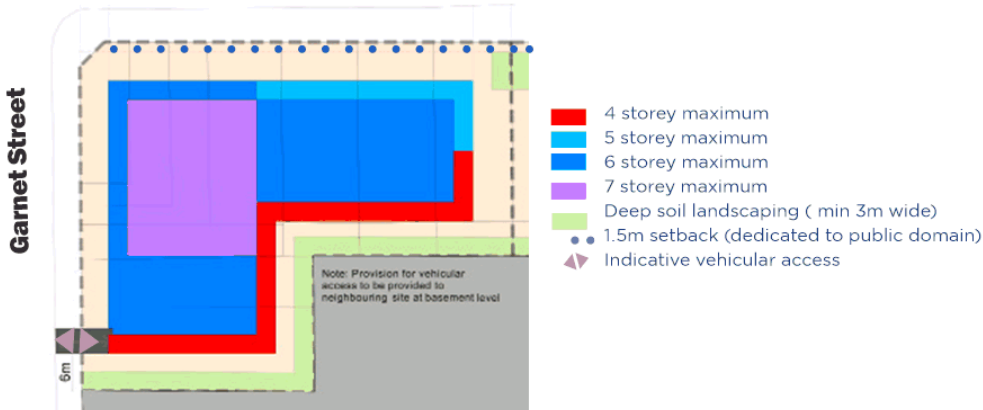 Garnet Street
4 storey maximum
5 storey maximum
6 storey maximum
7 storey maximum
Deep soil landscaping ( min 3m wide)
1.5m setback (dedicated to public domain)
Indicative vehicular access
Note: Provision for vehicular
access to be provided to
neighbouring site at basement level
6m